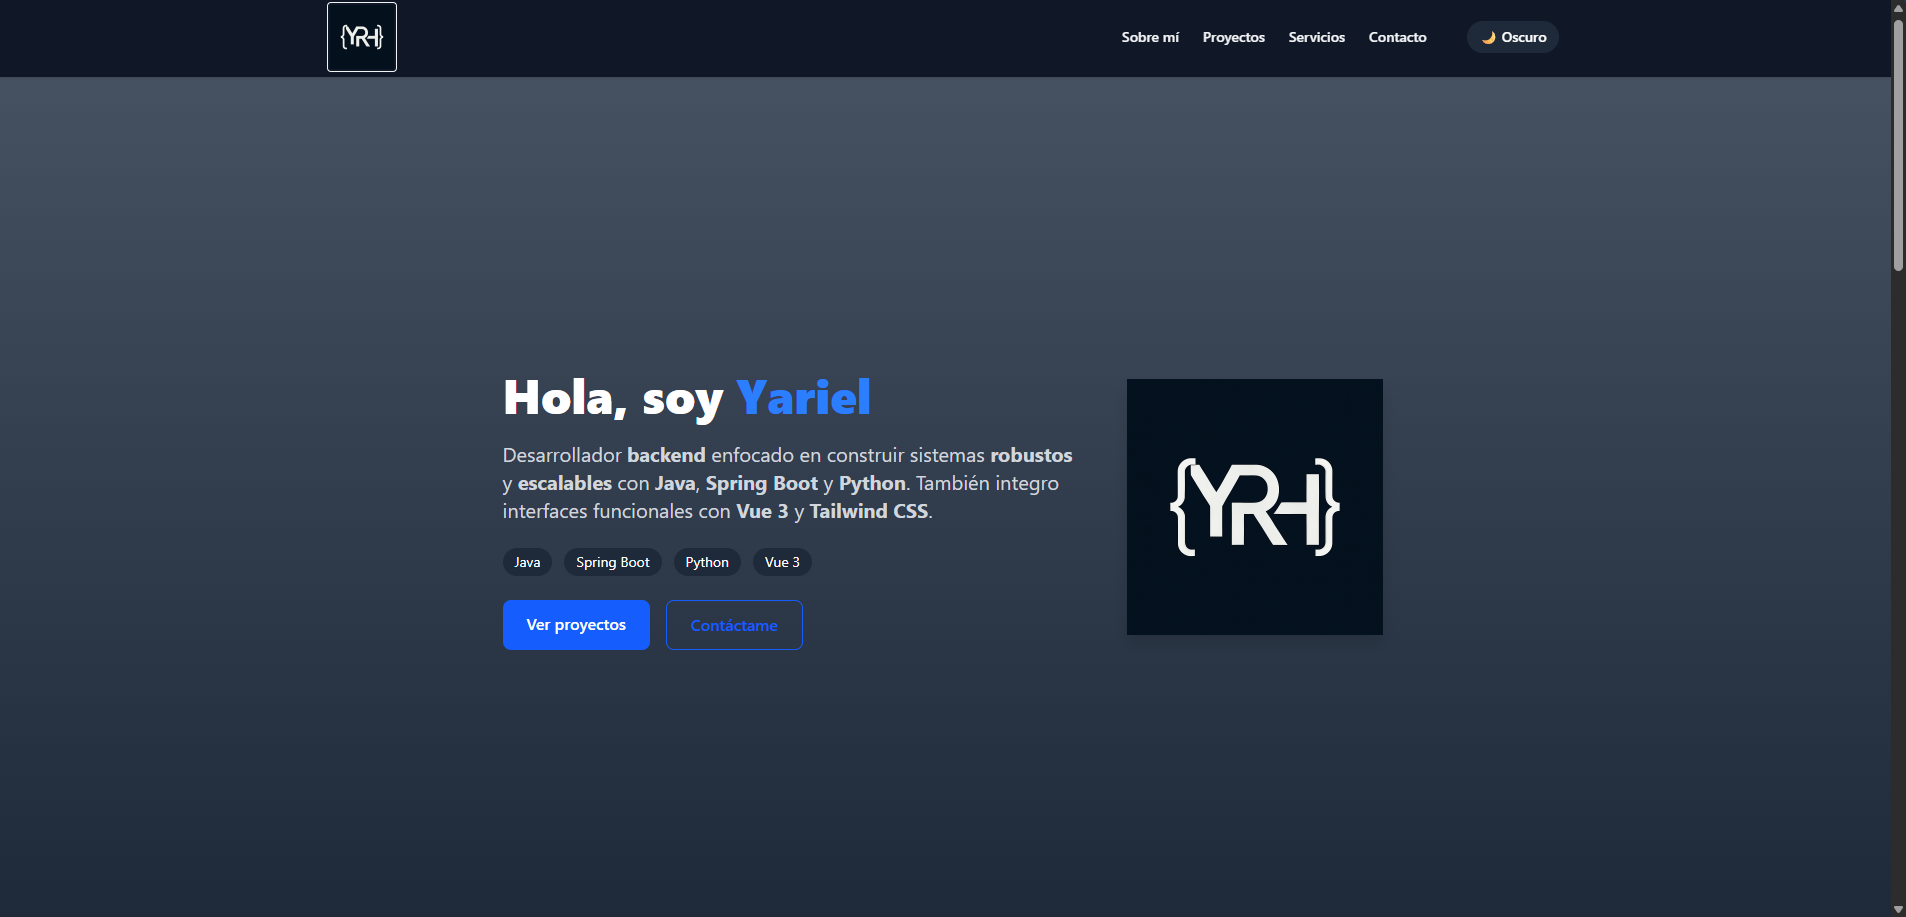 {YRH}
Sobre mí
Proyectos
Servicios
Contacto
🌙 Oscuro
Hola, soy Yariel
Desarrollador backend enfocado en construir sistemas robustos
y escalables con Java, Spring Boot y Python. También integro
interfaces funcionales con Vue 3 y Tailwind CSS.
Java
Spring Boot
Python
Vue 3
Ver proyectos
Contáctame
{YRH}